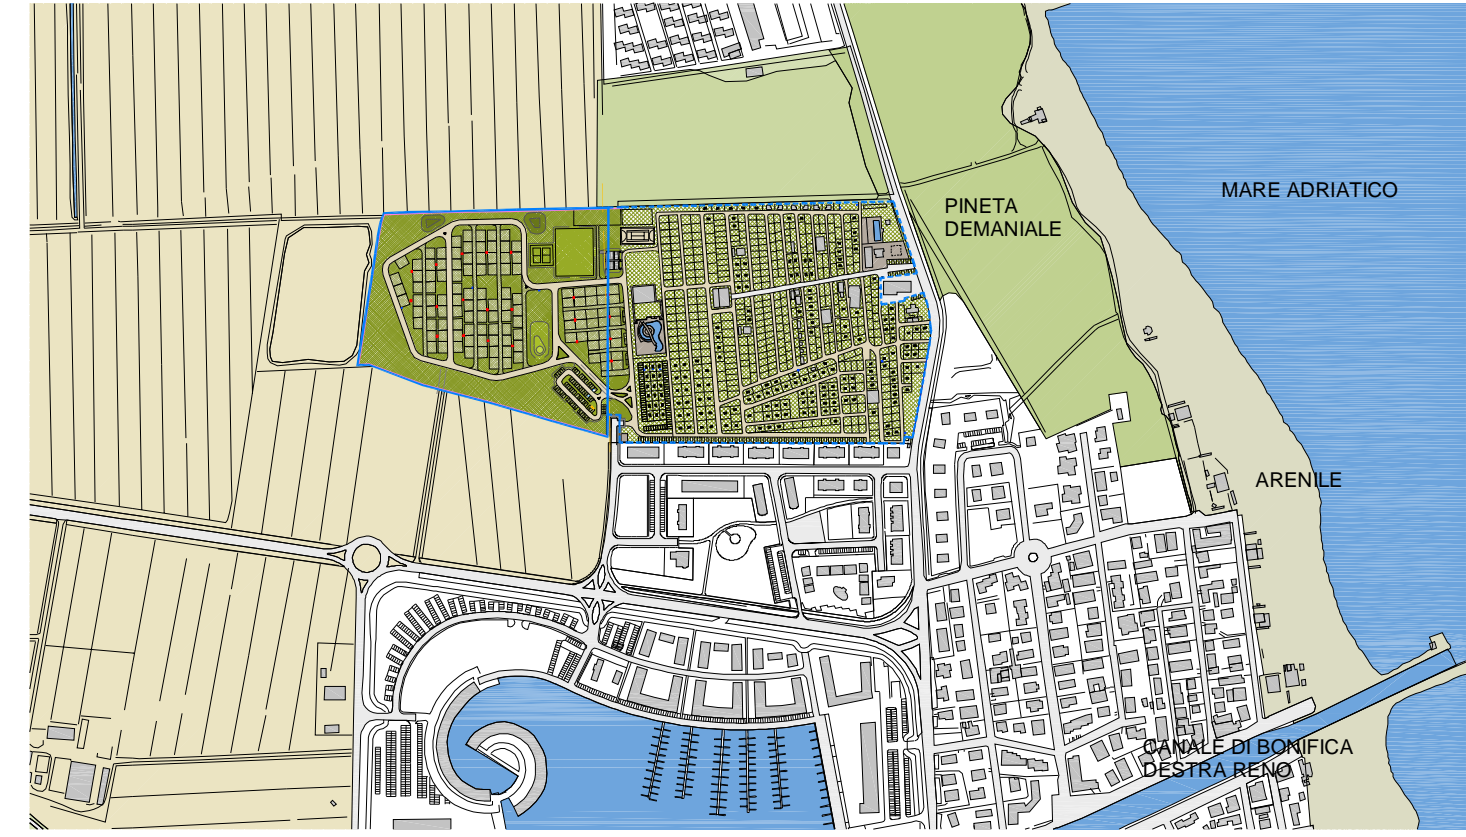 MARE ADRIATICO
PINETA
DEMANIALE
ARENILE
CANALE DI BONIFICA
DESTRA RENO